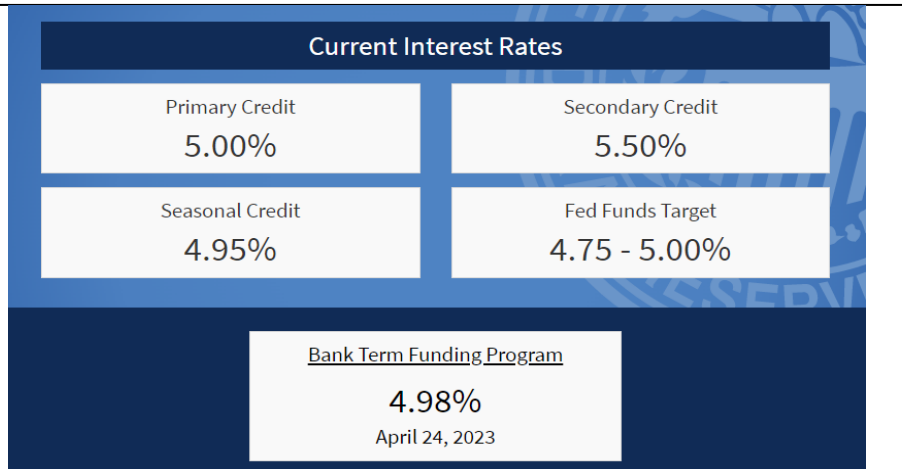 Current Interest Rates
Primary Credit
5.00%
Secondary Credit
5.50%
Seasonal Credit
4.95%
Fed Funds Target
4.75 - 5.00%
Bank Term Funding Program
4.98%
April 24, 2023